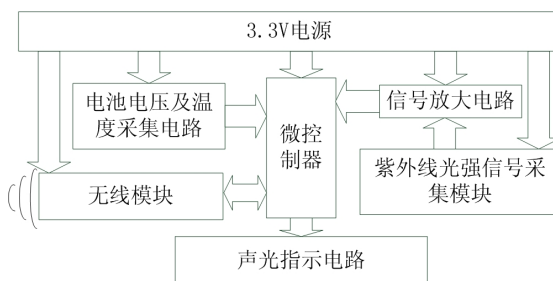 3.3V电源
电池电压及温
度采集电路
微控
制器
信号放大电路
无线模块
紫外线光强信号采
集模块
声光指示电路